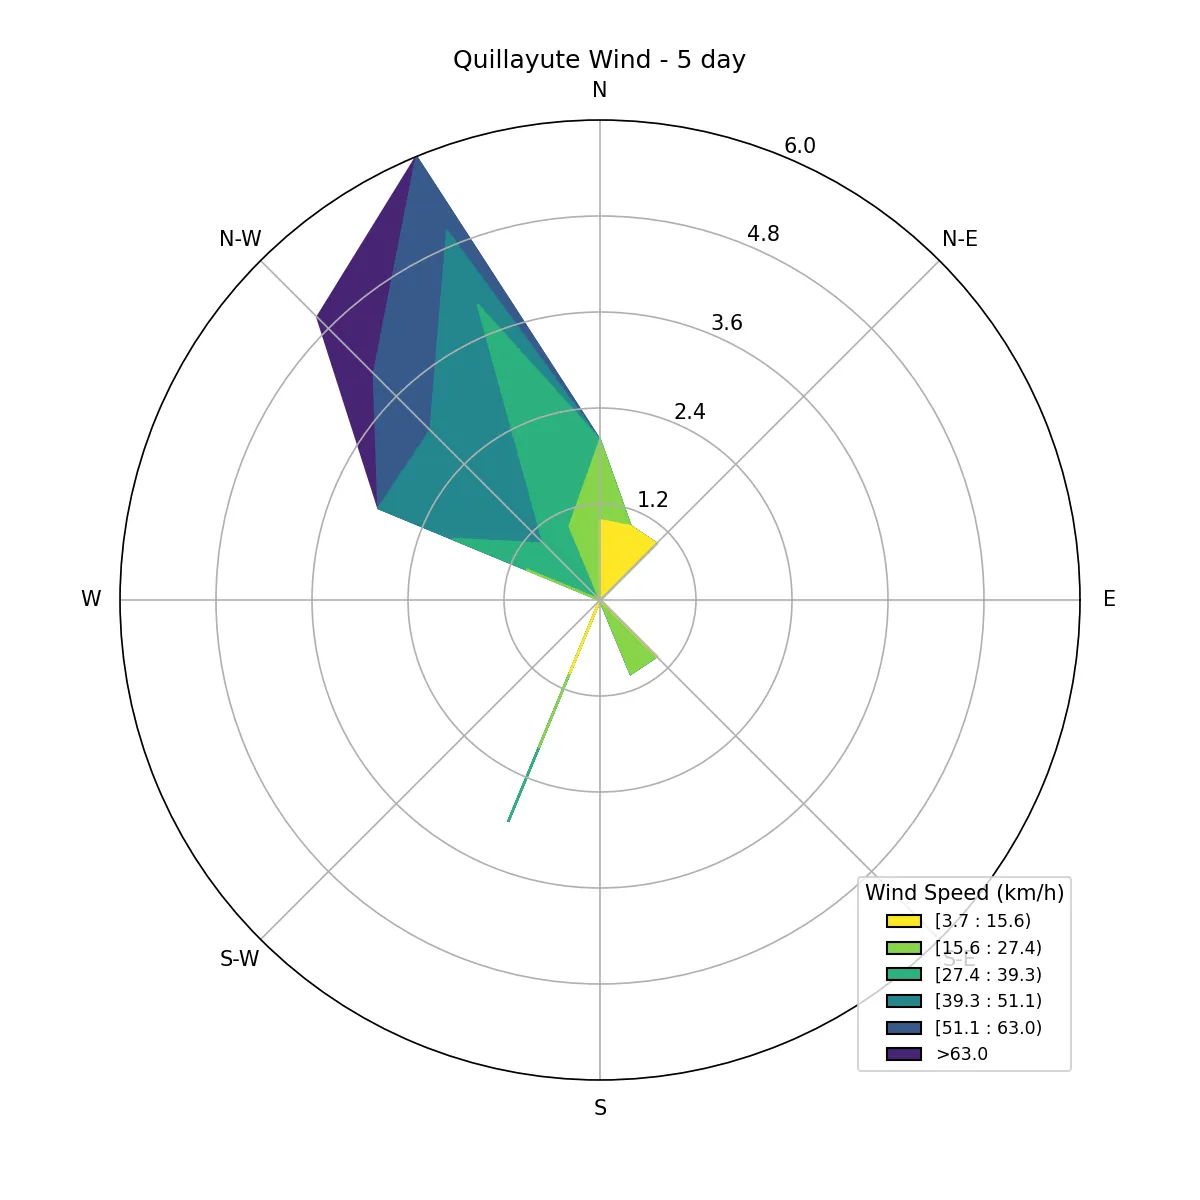 Quillayute Wind - 5 day
N
6.0
N-W
4.8
N-E
3.6
2.4
1.2
W
E
Wind Speed (km/h)
[3.7 : 15.6)
[15.6 : 27.4)
S-W
S-E
[27.4 : 39.3)
[39.3 : 51.1)
[51.1 : 63.0)
>63.0
S